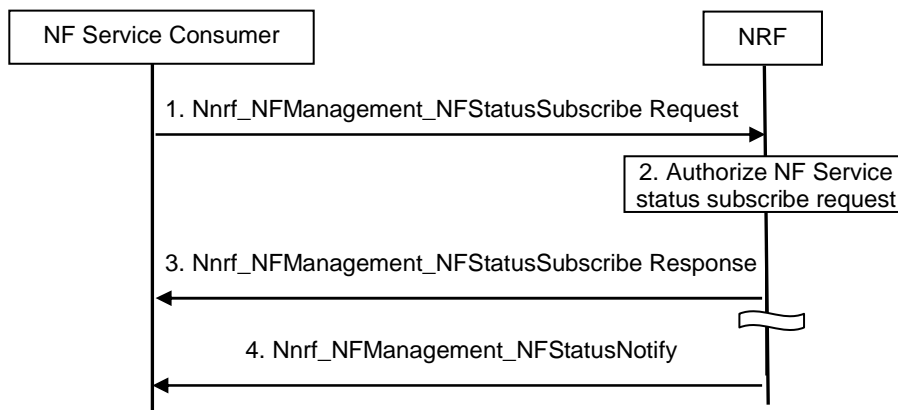 NF Service Consumer
NRF
1. Nnrf_NFManagement_NFStatusSubscribe Request
2. Authorize NF Service
status subscribe request
3. Nnrf_NFManagement_NFStatusSubscribe Response
4. Nnrf_NFManagement_NFStatusNotify